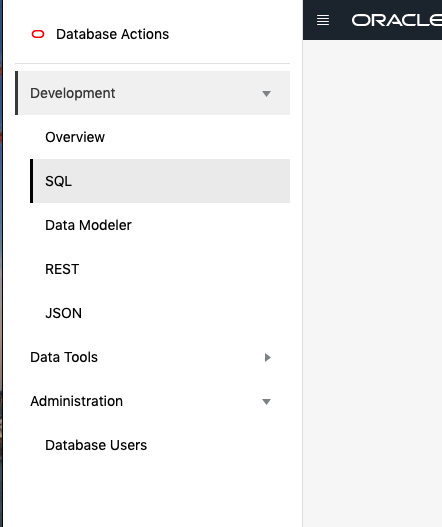 Database Actions
ORACLE
Development
Overview
SQL
Data Modeler
REST
JSON
Data Tools
Administration
Database Users